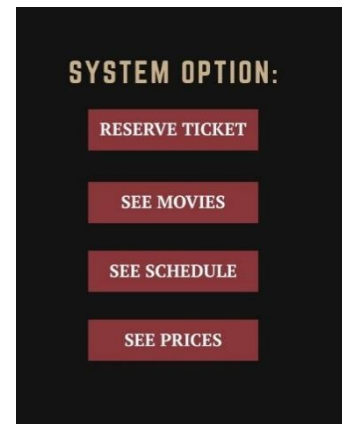 SYSTEM OPTION:
RESERVE TICKET
SEE MOVIES
SEE SCHEDULE
SEE PRICES